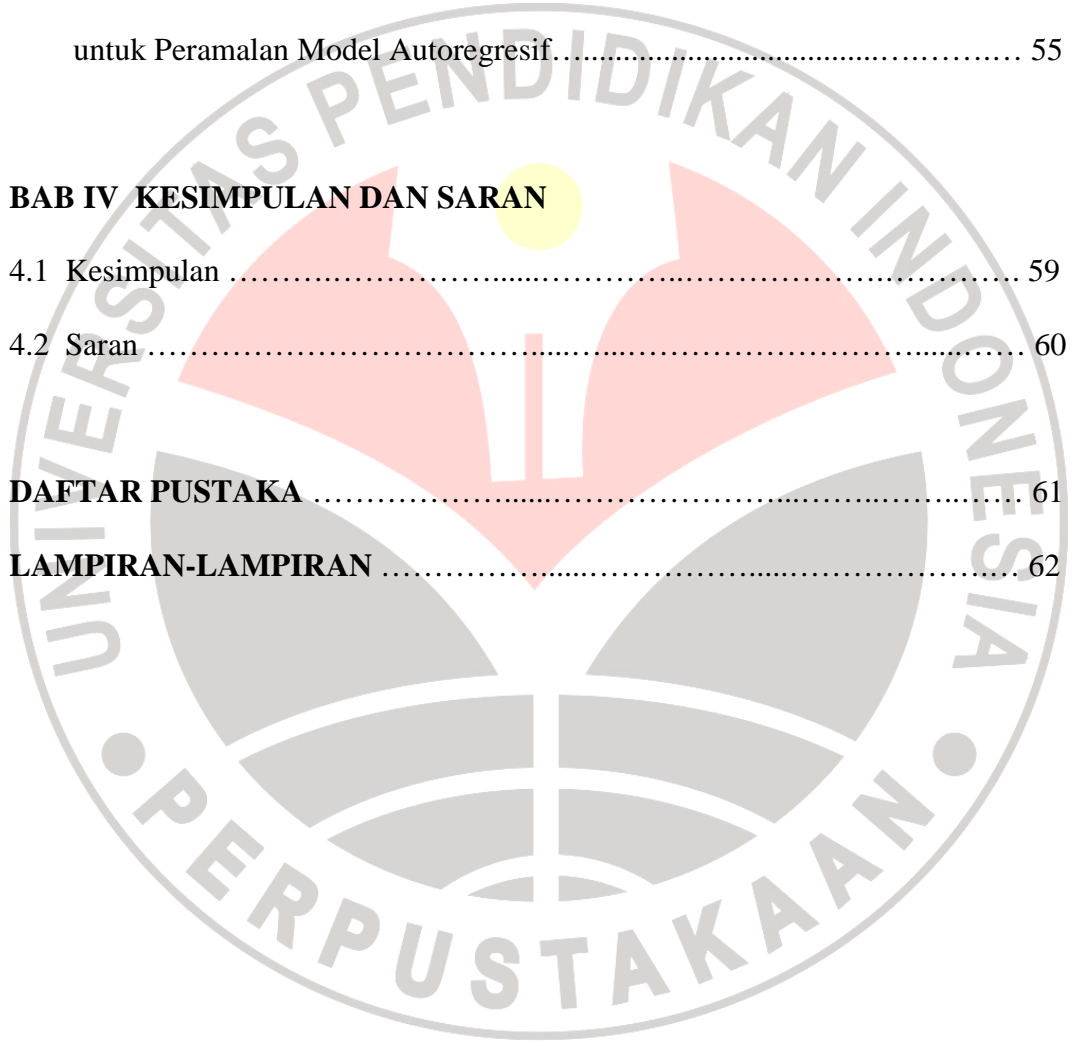 untuk Peramalan Model Autoregresif…......................................….……….… 55
BAB IV KESIMPULAN DAN SARAN
4.1 Kesimpulan ……….……………......…………..……………….………… 59
4.2 Saran ………………………………......…...………………………......…… 60
DAFTAR PUSTAKA ……………….......…………………..…..……..…… 61
LAMPIRAN-LAMPIRAN ……………......………………......………………… 62
UNIVERSITAS PENDIDIKAN INDONESIA
PERPUSTAKAAN